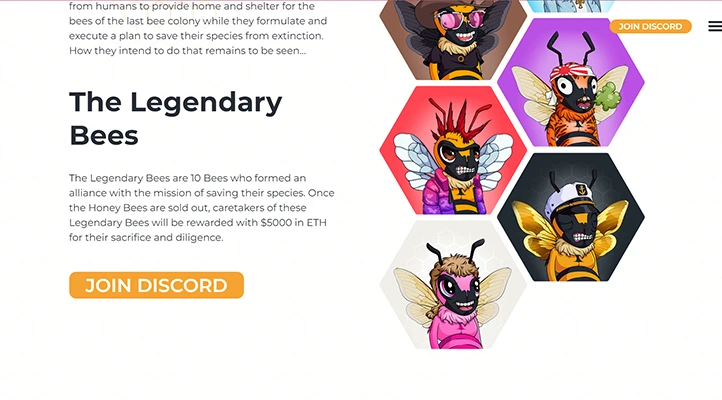 from humans to provide home and shelter for the
bees of the last bee colony while they formulate and
execute a plan to save their species from extinction.
How they intend to do that remains to be seen...
JOIN DISCORD
The Legendary
Bees
The Legendary Bees are 10 Bees who formed an
alliance with the mission of saving their species. Once
the Honey Bees are sold out, caretakers of these
Legendary Bees will be rewarded with $5000 in ETH
for their sacrifice and diligence.
JOIN DISCORD